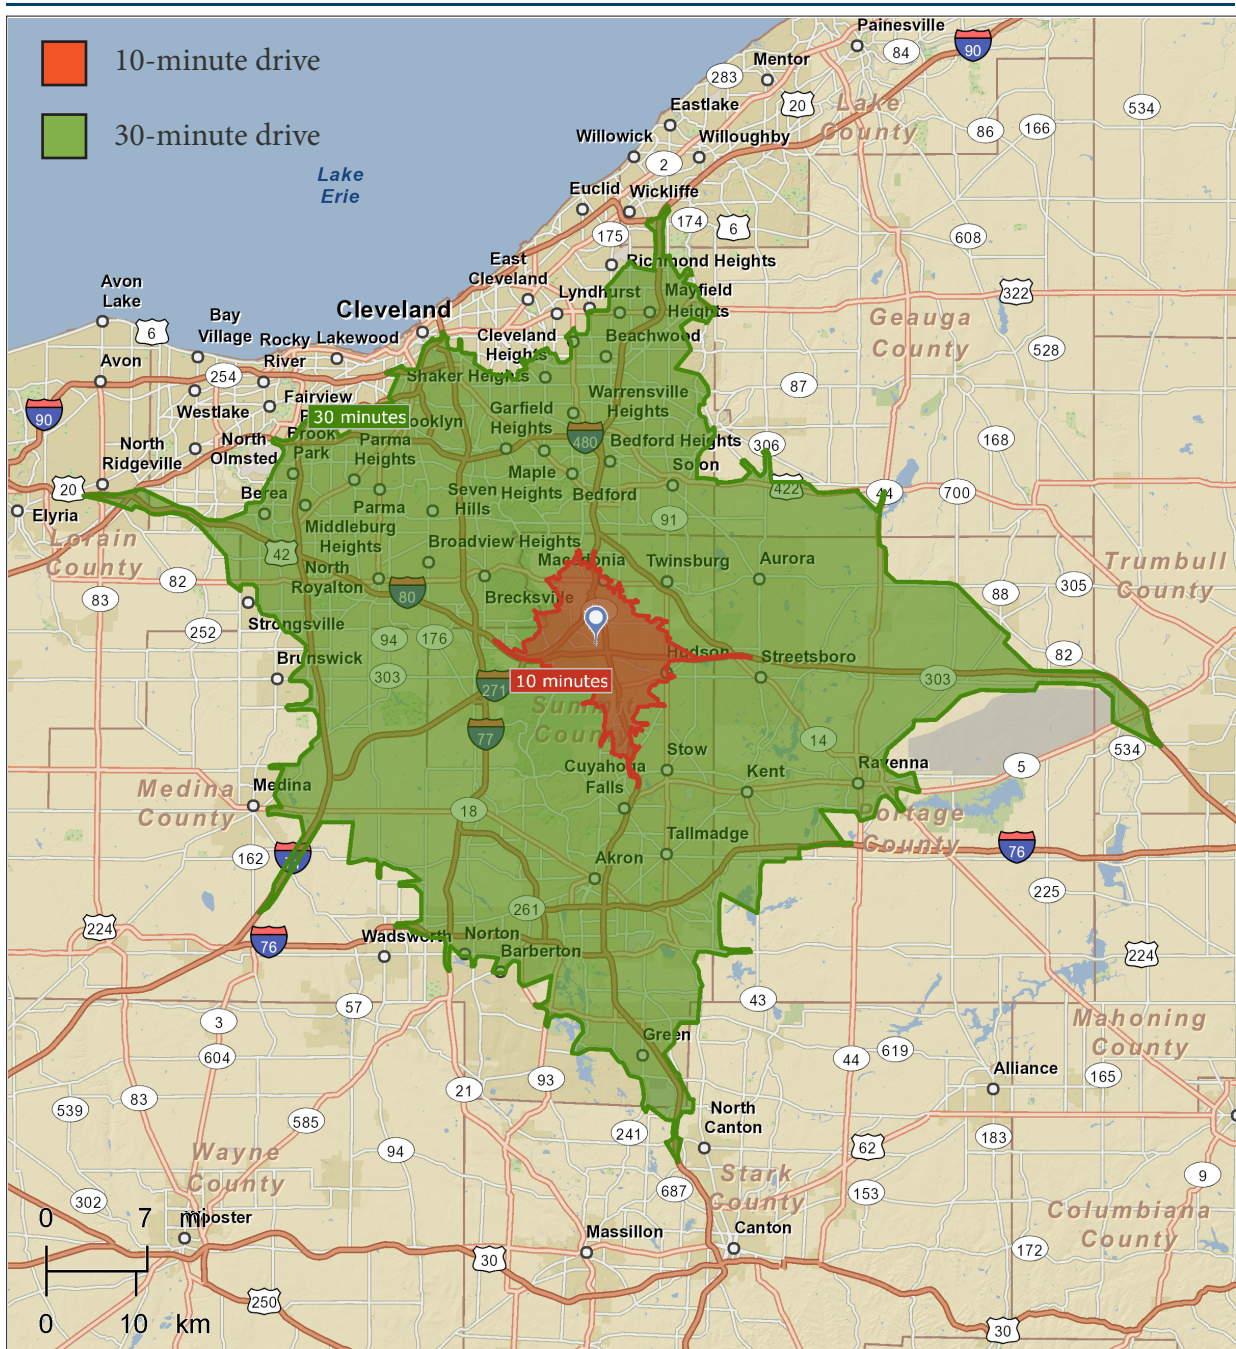 10-minute drive
30-minute drive
Painesville
84
90
Mentor
283
20
Lake
County
534
Eastlake
86
166
Willowick
Willoughby
2
Lake
Erie
Euclid
Wickliffe
174
6
175
608
Richmond Heights
East
Cleveland
Avon
Lake
Lyndhurst
Mayfield
Heights
322
Cleveland
Bay
Village
6
Rocky
River
Lakewood
Geauga
County
Cleveland
Heights
Beachwood
528
Avon
254
Shaker Heights
87
Fairview
Warrensville
Heights
90
Westlake
30 minutes
Garfield
Heights
480
North
Ridgeville
North
Olmsted
Brook
Park
Parma
Heights
Bedford Heights
306
168
Maple
Heights
Solon
20
Berea
Seven
Hills
Bedford
422
44
700
Elyria
Parma
91
Lorain
County
42
Middleburg
Heights
Broadview Heights
Macedonia
Twinsburg
Aurora
Trumbull
County
82
North
Royalton
80
Brecksville
88
305
83
252
Strongsville
94
176
Hudson
Streetsboro
82
Brunswick
303
271
10 minutes
303
Summit
County
77
14
534
Stow
Medina
County
Medina
Cuyahoga
Falls
Kent
Ravenna
5
18
Portage
County
Tallmadge
162
71
Akron
76
225
261
224
76
Wadsworth
Norton
Barberton
224
57
43
3
Mahoning
County
Green
604
44
619
Alliance
165
83
21
93
539
585
North
Canton
241
183
94
62
Wayne
County
Stark
County
9
302
687
153
Columbiana
County
0 7 mi
Massillon
Canton
30
172
250
0 10 km
30